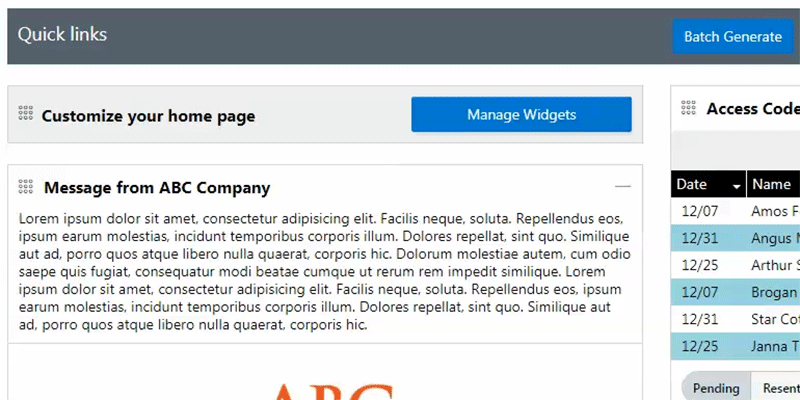 Quick links
Batch Generate
Customize your home page
Manage Widgets
Message from ABC Company
Lorem ipsum dolor sit amet, consectetur adipisicing elit. Facilis neque, soluta. Repellendus eos,
ipsum earum molestias, incidunt temporibus corporis illum. Dolores repellat, sint quo. Similique
aut ad, porro quos atque libero nulla quaerat, corporis hic. Dolorum molestiae autem, cum odio
saepe quis fugiat, consequatur modi beatae cumque ut rerum rem impedit similique. Lorem
ipsum dolor sit amet, consectetur adipisicing elit. Facilis neque, soluta. Repellendus eos, ipsum
earum molestias, incidunt temporibus corporis illum. Dolores repellat, sint quo. Similique aut
ad, porro quos atque libero nulla quaerat, corporis hic.
ABC
Access Code
Date Name
12/07 Amos F
12/31 Angus
12/25 Arthur S
12/07 Brogan
12/31 Star Cot
12/25 Janna T
Pending Resent